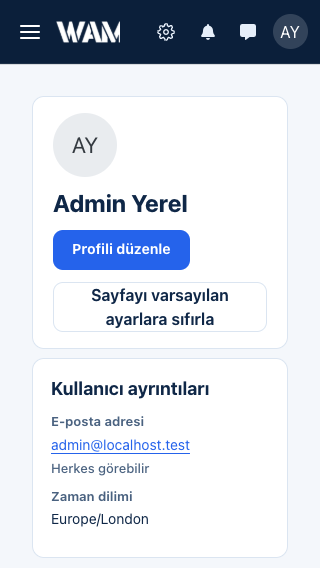 WAM
AY
AY
Admin Yerel
Profili düzenle
Sayfayı varsayılan
ayarlara sıfırla
Kullanıcı ayrıntıları
E-posta adresi
admin@localhost.test
Herkes görebilir
Zaman dilimi
Europe/London